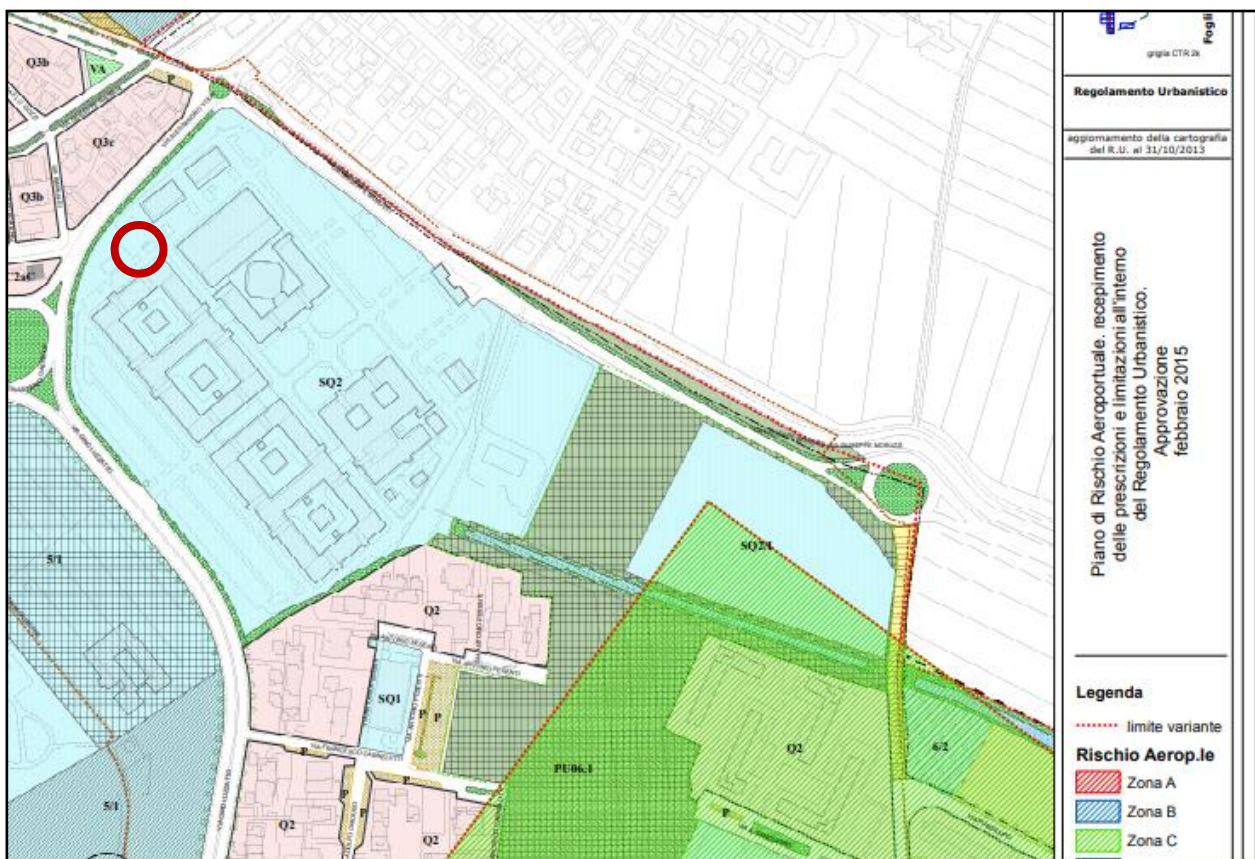 Q3b
VA
P
Q3c
Q3b
2aC
SQ2
5/1
SQ2/1
Q2
SQ1
P
P
6/2
Q2
P
PU06.1
P
P
5/1
P
P
Q2
Q2
Fogli
griglia CTR 2k
Regolamento Urbanistico
aggiornamento della cartografia
del R.U. al 31/10/2013
Piano di Rischio Aeroportuale. recepimento
delle prescrizioni e limitazioni all'interno
del Regolamento Urbanistico.
Approvazione
febbraio 2015
Legenda
limite variante
Rischio Aerop.le
Zona A
Zona B
Zona C